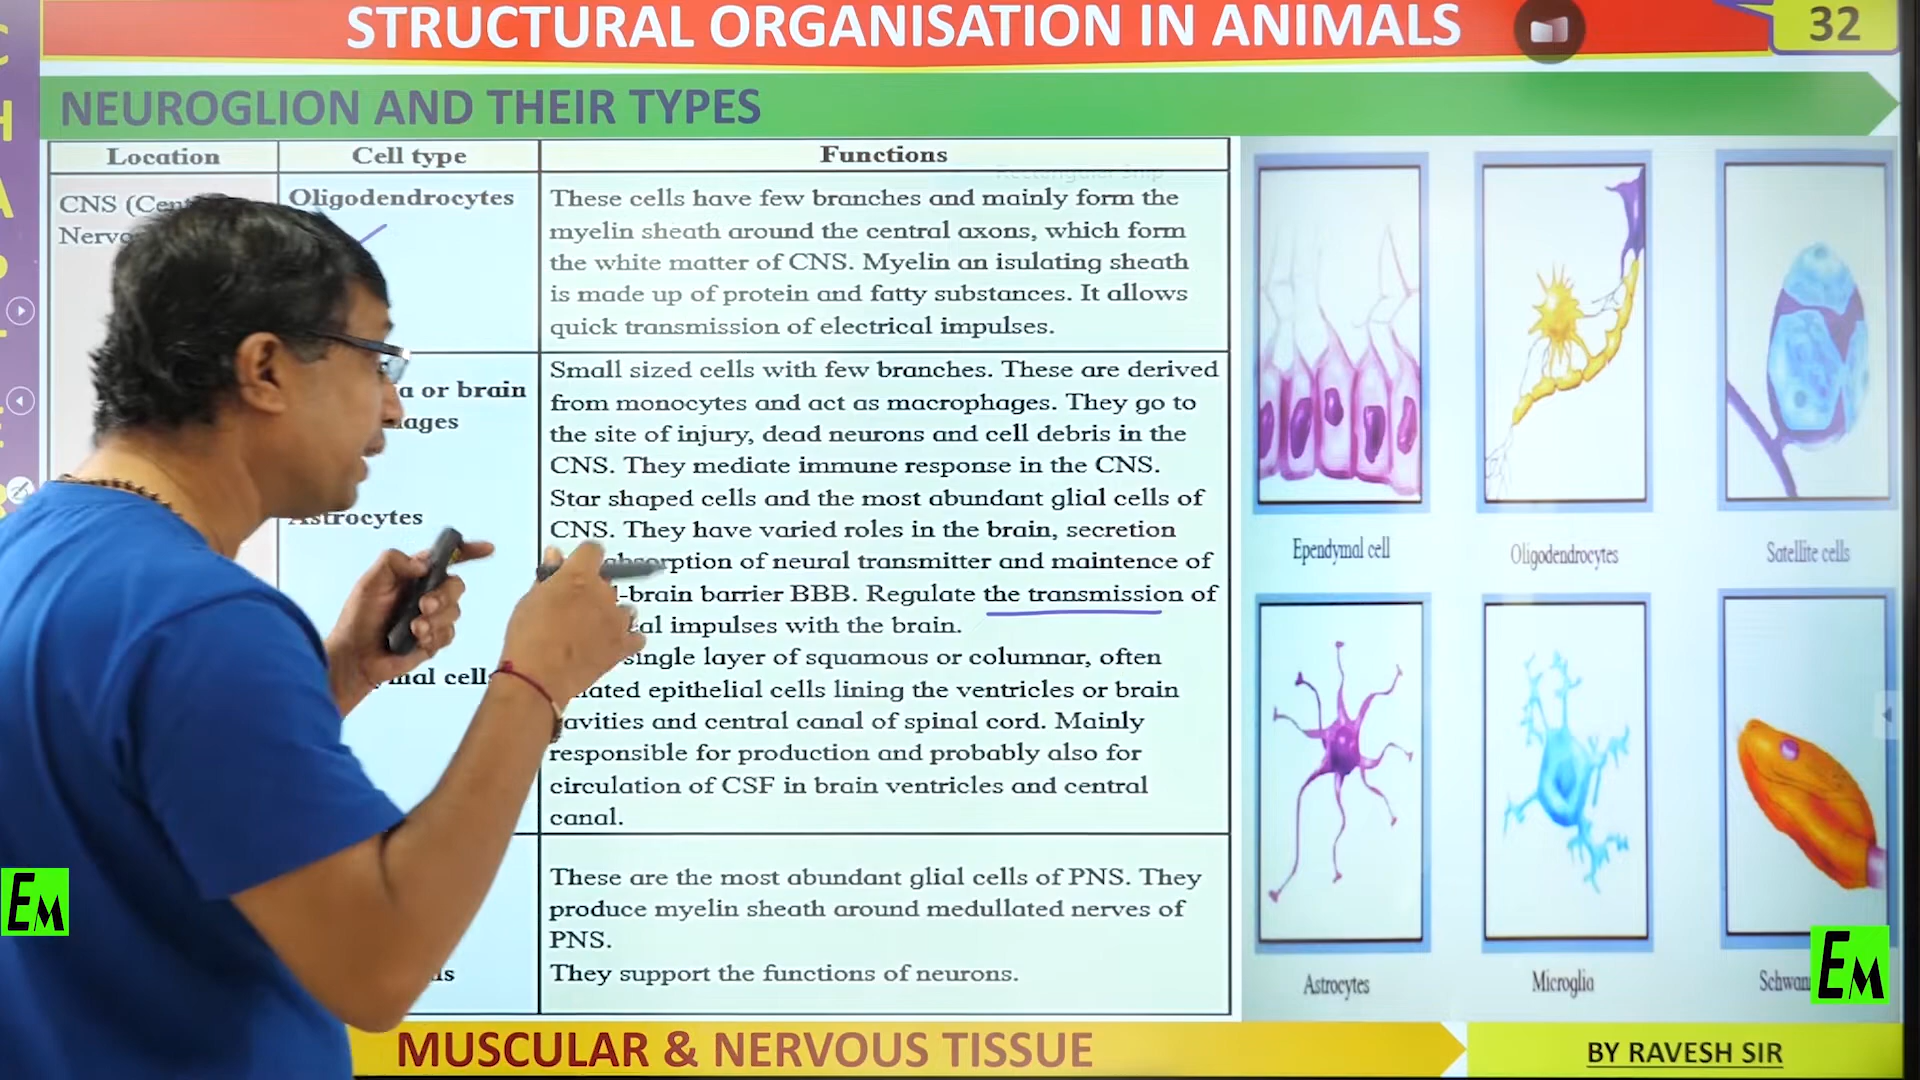 STRUCTURAL ORGANISATION IN ANIMALS
32
NEUROGLION AND THEIR TYPES
Location
Cell type
Functions
CNS
Oligodendrocytes
These cells have few branches and mainly form the
myelin sheath around the central axons, which form
the white matter of CNS. Myelin an isulating sheath
is made up of protein and fatty substances. It allows
quick transmission of electrical impulses.
or brain
Small sized cells with few branches. These are derived
from monocytes and act as macrophages. They go to
the site of injury, dead neurons and cell debris in the
CNS. They mediate immune response in the CNS.
Astrocytes
Star shaped cells and the most abundant glial cells of
CNS. They have varied roles in the brain, secretion
of neural transmitter and maintence of
-brain barrier BBB. Regulate the transmission of
impulses with the brain.
single layer of squamous or columnar, often
epithelial cells lining the ventricles or brain
cavities and central canal of spinal cord. Mainly
responsible for production and probably also for
circulation of CSF in brain ventricles and central
canal.
These are the most abundant glial cells of PNS. They
produce myelin sheath around medullated nerves of
PNS.
They support the functions of neurons.
Ependymal cell
Oligodendrocytes
Satellite cells
Astrocytes
Microglia
Schwan
EM
EM
MUSCULAR & NERVOUS TISSUE
BY RAVESH SIR